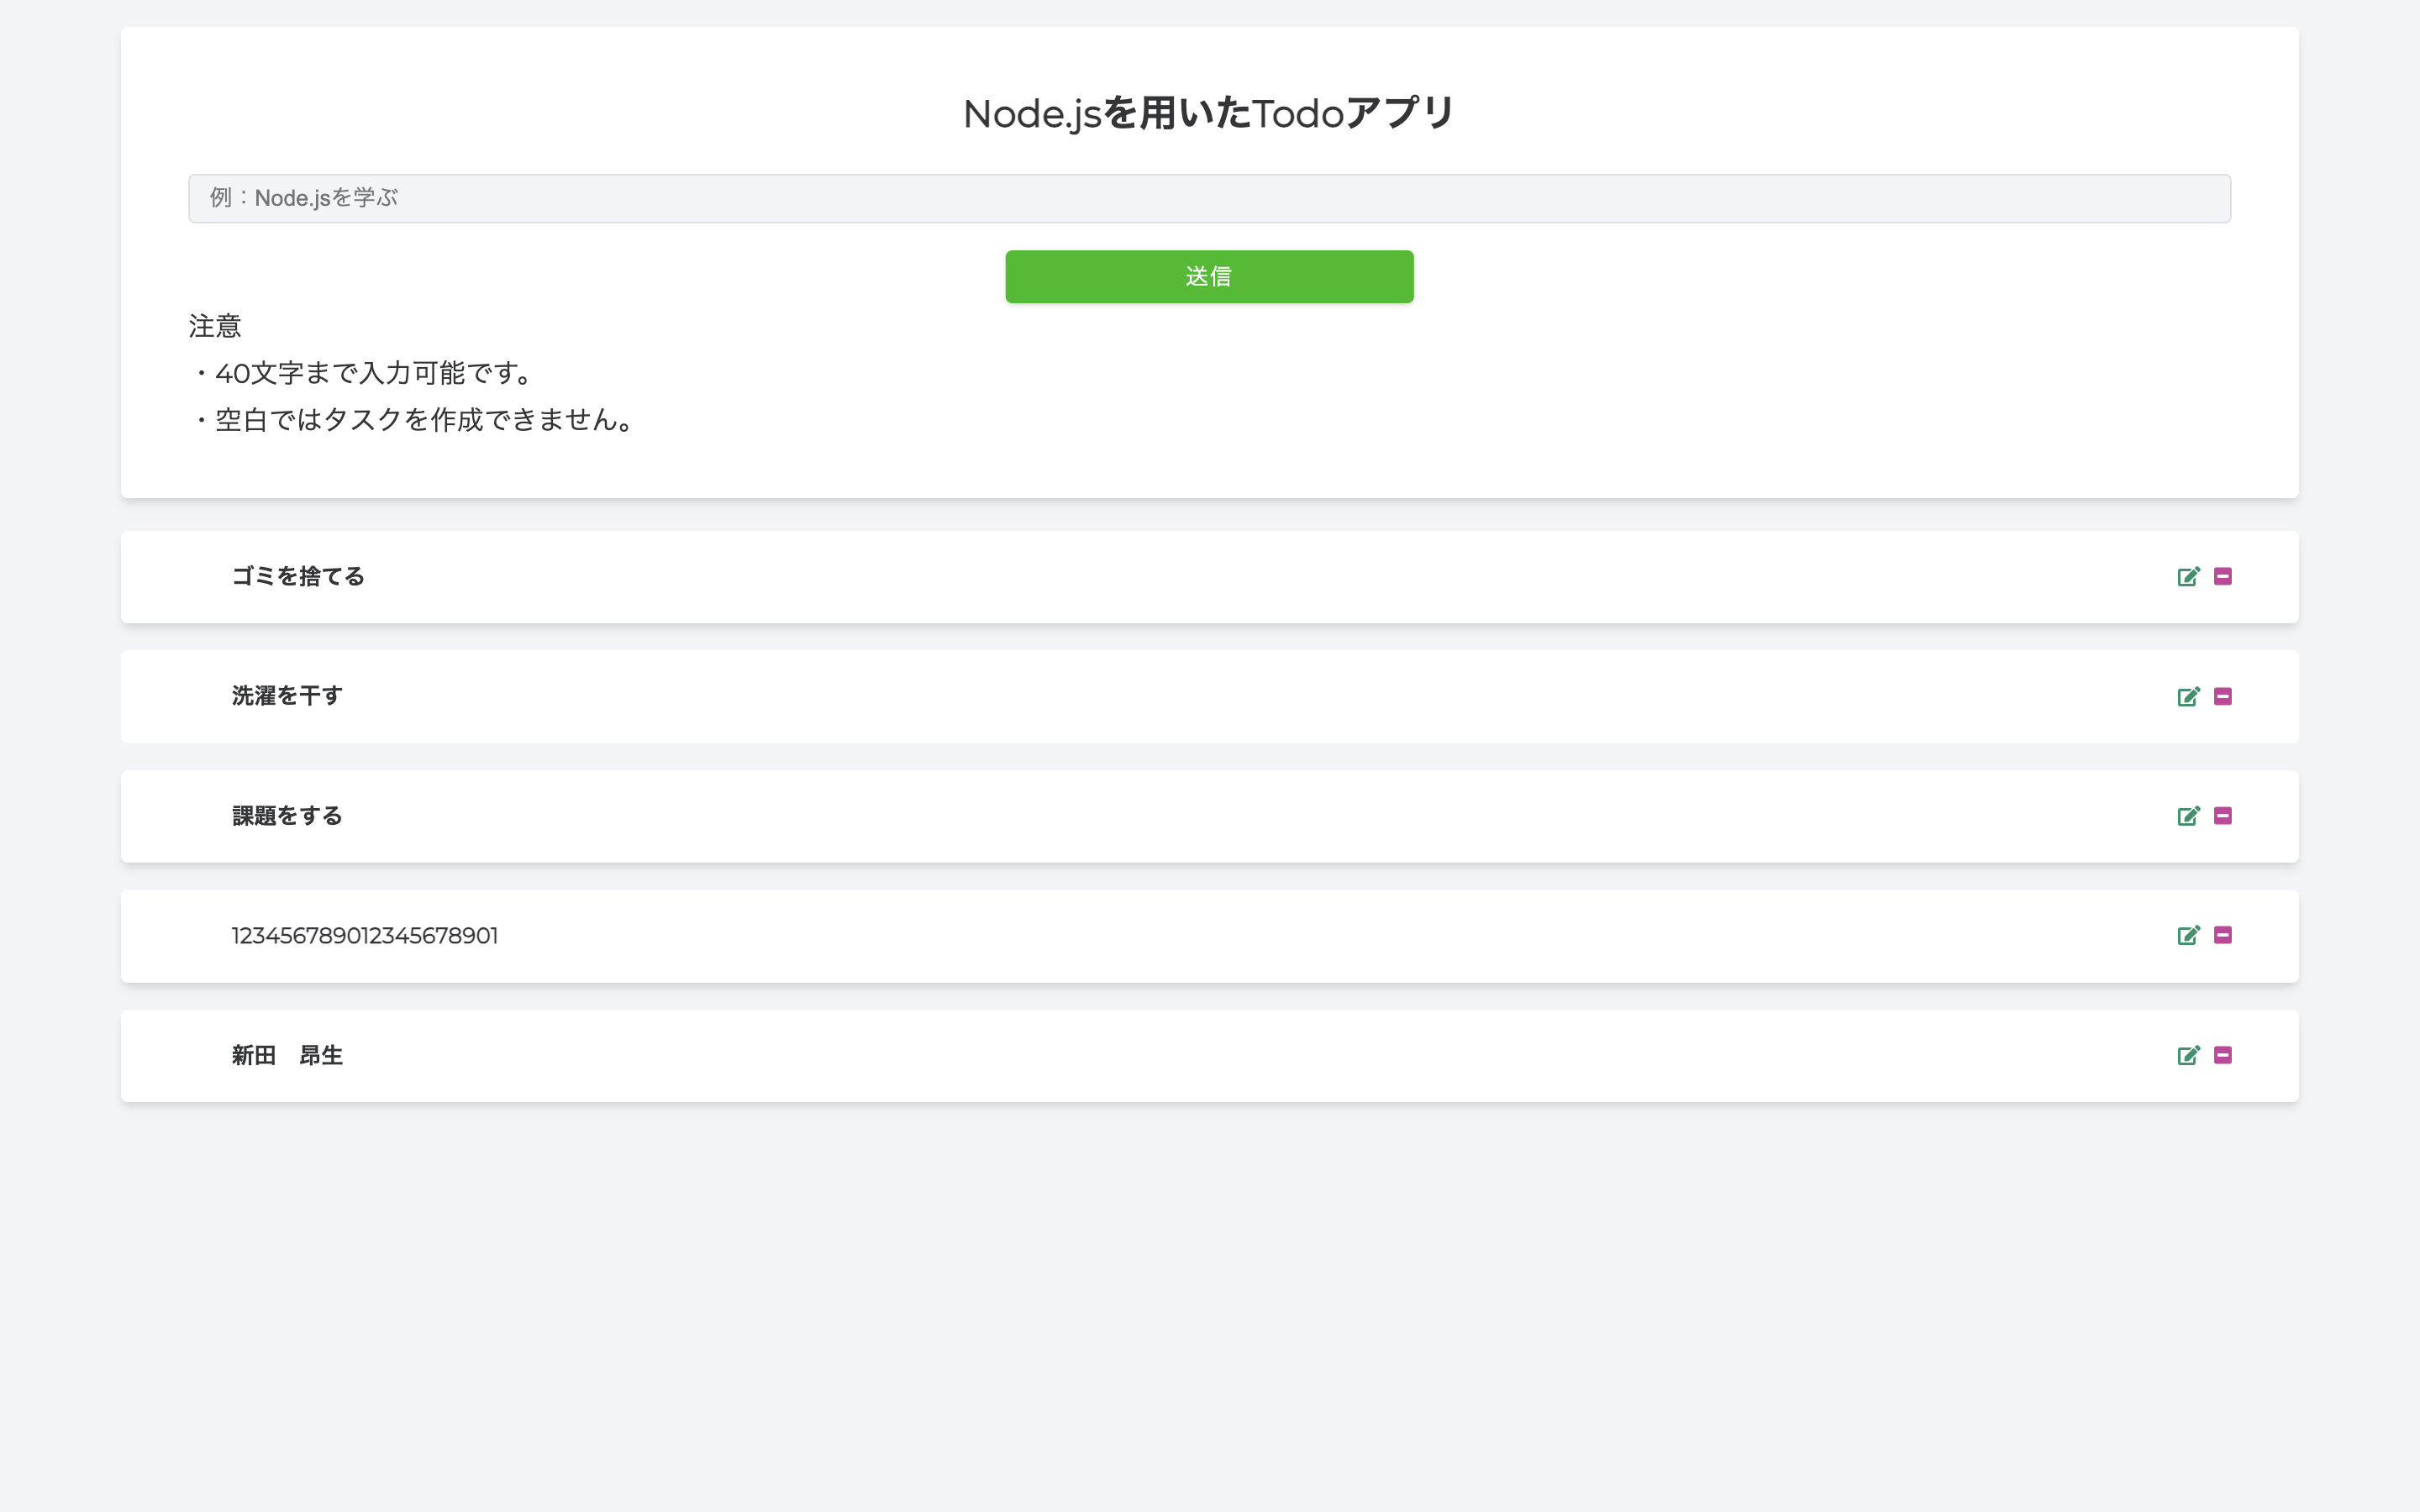 Node.jsを用いたTodoアプリ
例：Node.jsを学ぶ
送信
注意
・40文字まで入力可能です。
・空白ではタスクを作成できません。
ゴミを捨てる
洗濯を干す
課題をする
123456789012345678901
新田　昂生